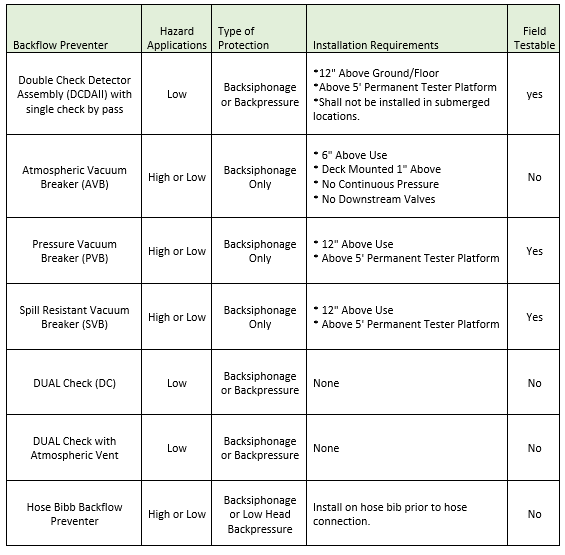 Backflow Preventer
Hazard
Applications
Type of
Protection
Installation Requirements
Field
Testable
Double Check Detector
Assembly (DCDAII) with
single check by pass
Low
Backsiphonage
or Backpressure
*12" Above Ground/Floor
*Above 5' Permanent Tester Platform
*Shall not be installed in submerged
locations.
yes
Atmospheric Vacuum
Breaker (AVB)
High or Low
Backsiphonage
Only
* 6" Above Use
* Deck Mounted 1" Above
* No Continuous Pressure
* No Downstream Valves
No
Pressure Vacuum
Breaker (PVB)
High or Low
Backsiphonage
Only
* 12" Above Use
* Above 5' Permanent Tester Platform
Yes
Spill Resistant Vacuum
Breaker (SVB)
High or Low
Backsiphonage
Only
* 12" Above Use
* Above 5' Permanent Tester Platform
Yes
DUAL Check (DC)
Low
Backsiphonage
or Backpressure
None
No
DUAL Check with
Atmospheric Vent
Low
Backsiphonage
or Backpressure
None
No
Hose Bibb Backflow
Preventer
High or Low
Backsiphonage
or Low Head
Backpressure
Install on hose bib prior to hose
connection.
No